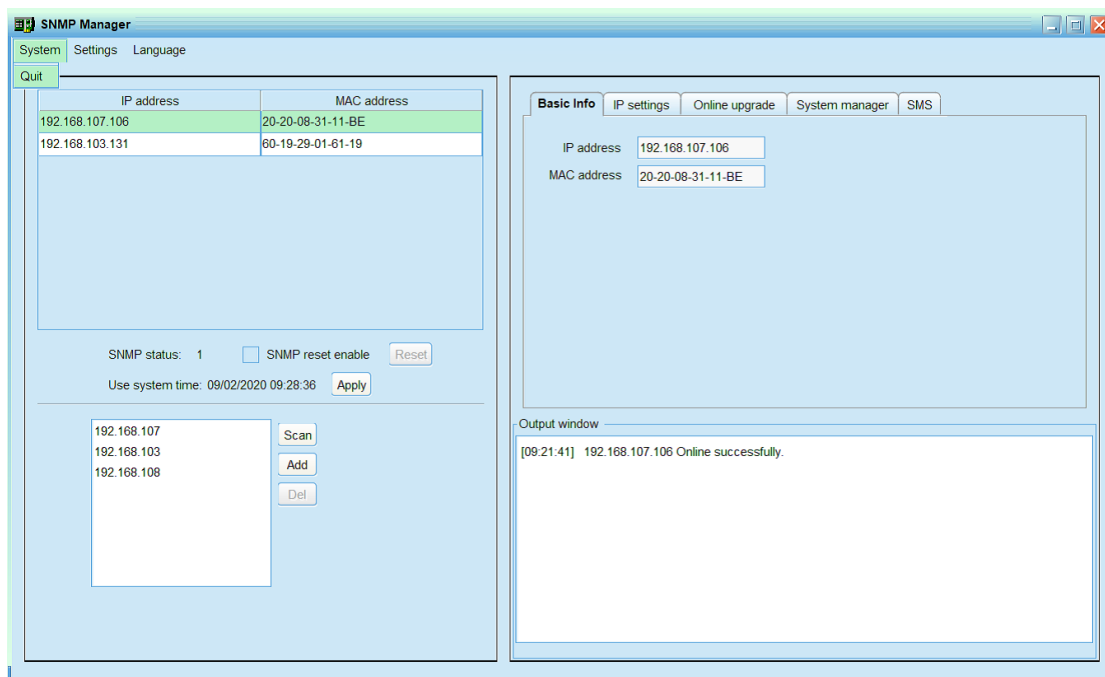 SNMP Manager
System Settings Language
Quit
IP address MAC address
192.168.107.106 20-20-08-31-11-BE
192.168.103.131 60-19-29-01-61-19
SNMP status: 1 SNMP reset enable Reset
Use system time: 09/02/2020 09:28:36 Apply
192.168.107
192.168.103
192.168.108
Scan
Add
Del
Basic Info IP settings Online upgrade System manager SMS
IP address 192.168.107.106
MAC address 20-20-08-31-11-BE
Output window
[09:21:41] 192.168.107.106 Online successfully.